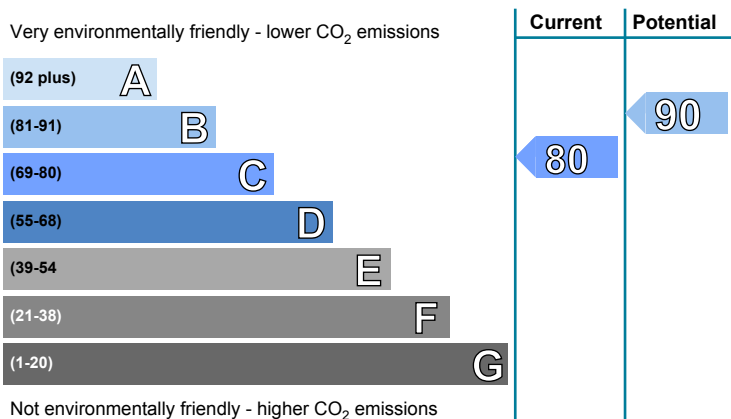 Very environmentally friendly - lower CO₂ emissions
Current Potential
(92 plus) A
(81-91) B
(69-80) C
(55-68) D
(39-54 E
(21-38) F
(1-20) G
80
90
Not environmentally friendly - higher CO₂ emissions